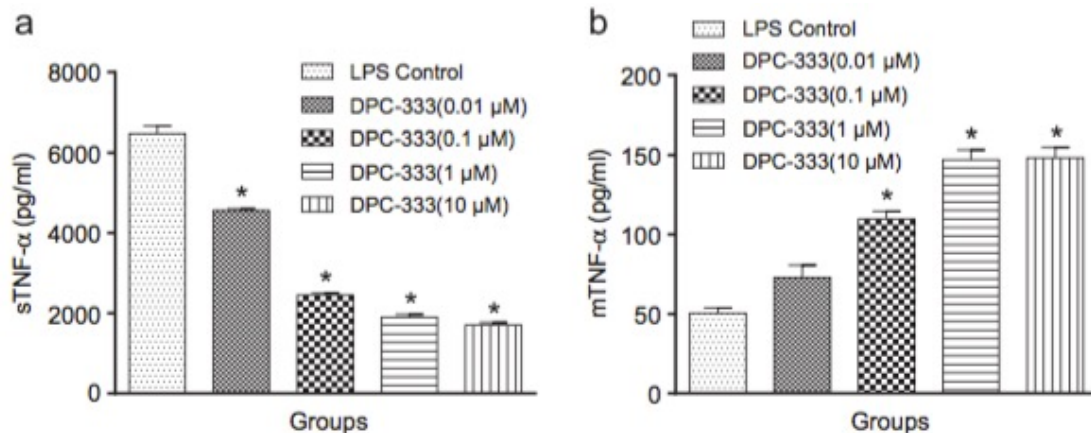 a
sTNF-α (pg/ml)
8000
6000
4000
2000
0
LPS Control
DPC-333(0.01 µM)
DPC-333(0.1 µM)
DPC-333(1 µM)
DPC-333(10 µM)
*
*
*
*
Groups
b
mTNF-α (pg/ml)
200
150
100
50
0
LPS Control
DPC-333(0.01 µM)
DPC-333(0.1 µM)
DPC-333(1 µM)
DPC-333(10 µM)
*
*
*
Groups